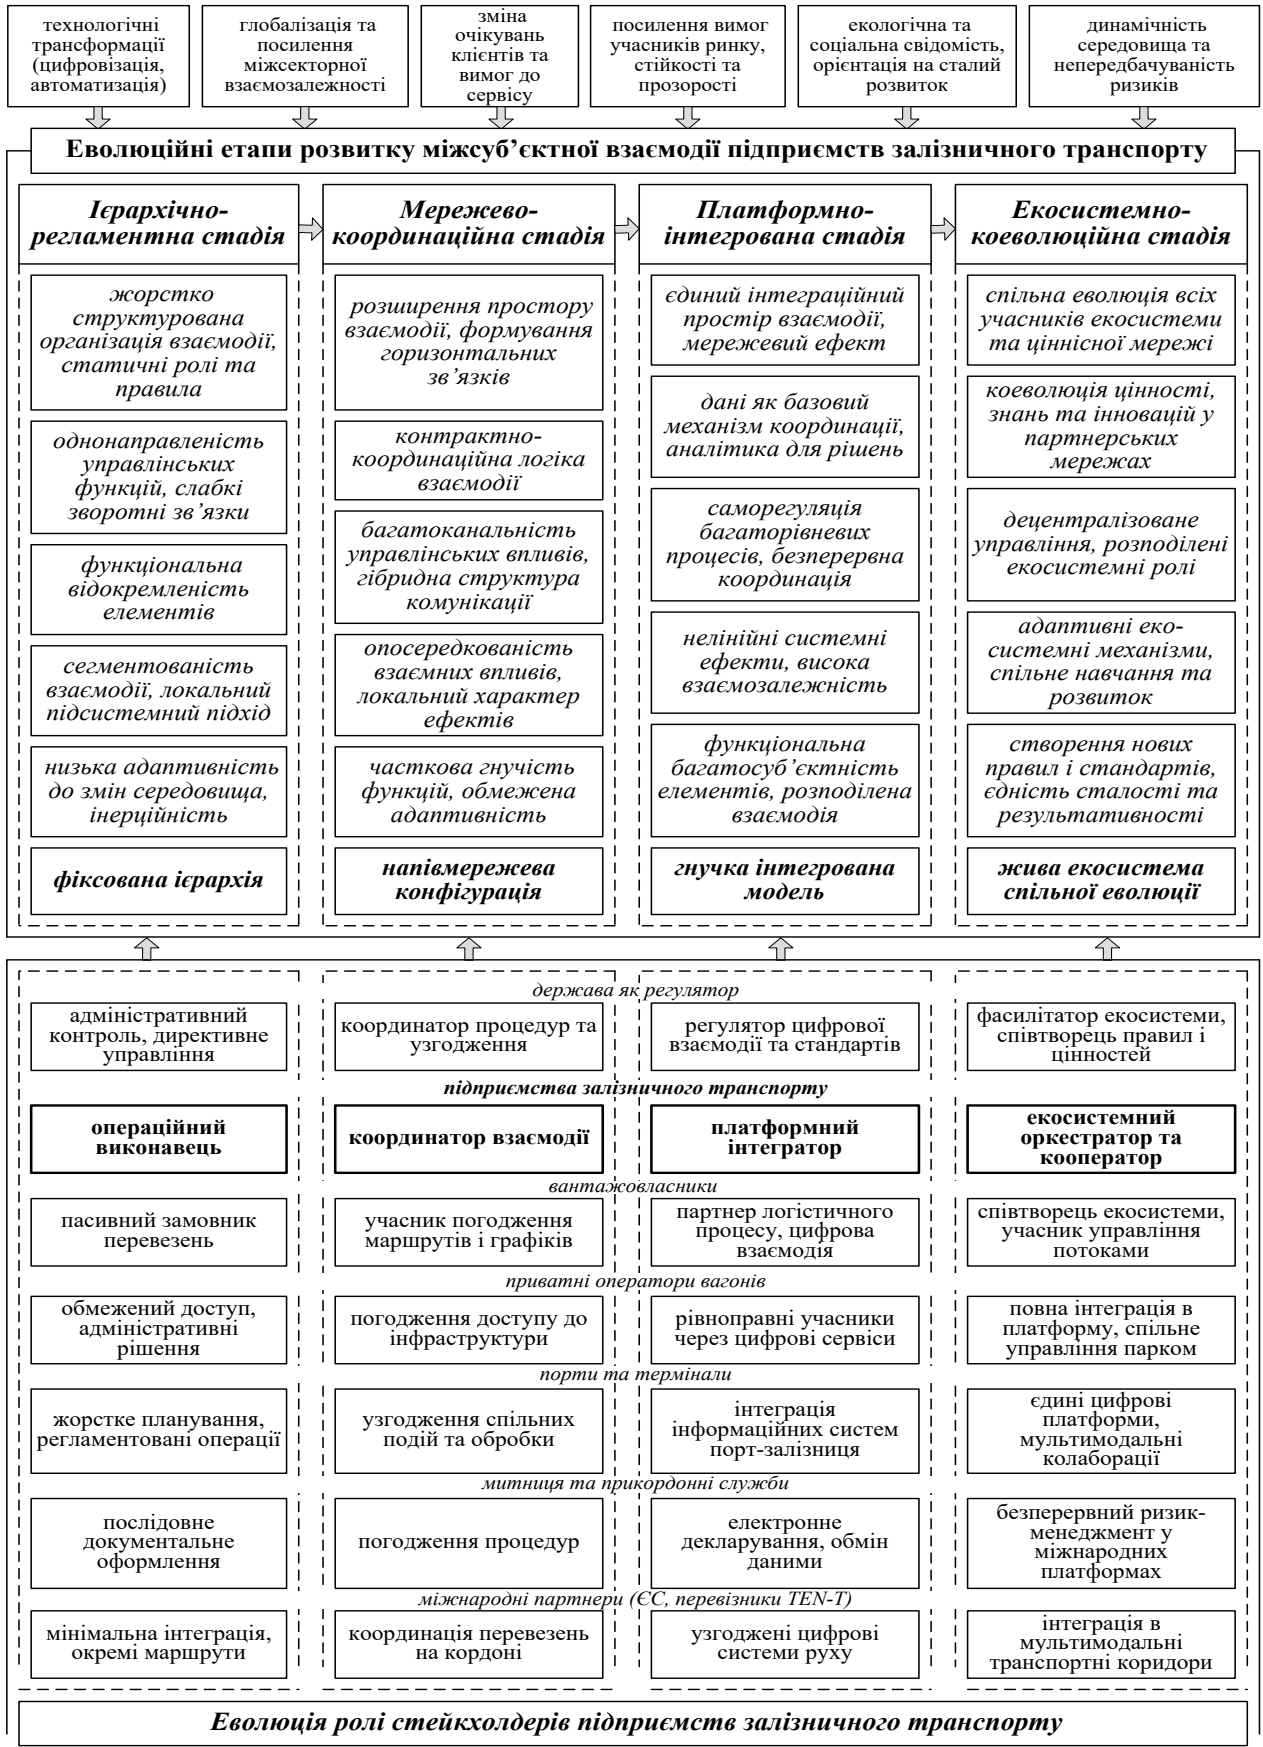 технологічні
трансформації
(цифровізація,
автоматизація)
глобалізація та
посилення
міжсекторної
взаємозалежності
зміна
очікувань
клієнтів та
вимог до
сервісу
посилення вимог
учасників ринку,
стійкості та
прозорості
екологічна та
соціальна свідомість,
орієнтація на сталий
розвиток
динамічність
середовища та
непередбачуваність
ризиків
Еволюційні етапи розвитку міжсуб’єктної взаємодії підприємств залізничного транспорту
Ієрархічно-
регламентна стадія
Мережево-
координаційна стадія
Платформно-
інтегрована стадія
Екосистемно-
коеволюційна стадія
жорстко
структурована
організація взаємодії,
статичні ролі та
правила
розширення простору
взаємодії, формування
горизонтальних
зв’язків
єдиний інтеграційний
простір взаємодії,
мережевий ефект
спільна еволюція всіх
учасників екосистеми
та ціннісної мережі
однонаправленість
управлінських
функцій, слабкі
зворотні зв’язки
контрактно-
координаційна логіка
взаємодії
дані як базовий
механізм координації,
аналітика для рішень
коеволюція цінності,
знань та інновацій у
партнерських
мережах
функціональна
відокремленість
елементів
багатоканальність
управлінських впливів,
гібридна структура
комунікації
саморегуляція
багаторівневих
процесів, безперервна
координація
децентралізоване
управління, розподілені
екосистемні ролі
сегментованість
взаємодії, локальний
підсистемний підхід
опосередкованість
взаємних впливів,
локальний характер
ефектів
нелінійні системні
ефекти, висока
взаємозалежність
адаптивні еко-
системні механізми,
спільне навчання та
розвиток
низька адаптивність
до змін середовища,
інерційність
часткова гнучість
функцій, обмежена
адаптивність
функціональна
багатосуб’єктність
елементів, розподілена
взаємодія
створення нових
правил і стандартів,
єдність сталості та
результативності
фіксована ієрархія
напівмережева
конфігурація
гнучка інтегрована
модель
жива екосистема
спільної еволюції
держава як регулятор
адміністративний
контроль, директивне
управління
координатор процедур та
узгодження
регулятор цифрової
взаємодії та стандартів
фасилітатор екосистеми,
співтворець правил і
цінностей
підприємства залізничного транспорту
операційний
виконавець
координатор взаємодії
платформний
інтегратор
екосистемний
оркестратор та
кооператор
вантажовласники
пасивний замовник
перевезень
учасник погодження
маршрутів і графіків
партнер логістичного
процесу, цифрова
взаємодія
співтворець екосистеми,
учасник управління
потоками
приватні оператори вагонів
обмежений доступ,
адміністративні
рішення
погодження доступу до
інфраструктури
рівноправні учасники
через цифрові сервіси
повна інтеграція в
платформу, спільне
управління парком
порти та термінали
жорстке планування,
регламентовані операції
узгодження спільних
подій та обробки
інтеграція
інформаційних систем
порт-залізниця
єдині цифрові
платформи,
мультимодальні
колаборації
митниця та прикордонні служби
послідовне
документальне
оформлення
погодження процедур
електронне
декларування, обмін
даними
безперервний ризик-
менеджмент у
міжнародних
платформах
міжнародні партнери (ЄС, перевізники TEN-T)
мінімальна інтеграція,
окремі маршрути
координація перевезень
на кордоні
узгоджені цифрові
системи руху
інтеграція в
мультимодальні
транспортні коридори
Еволюція ролі стейкхолдерів підприємств залізничного транспорту